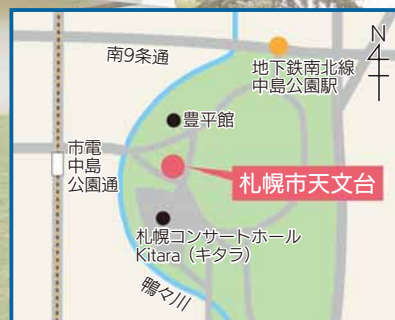 南9条通
N
地下鉄南北線
中島公園駅
豊平館
市電
中島
公園通
札幌市天文台
札幌コンサートホール
Kitara（キタラ）
鴨々川